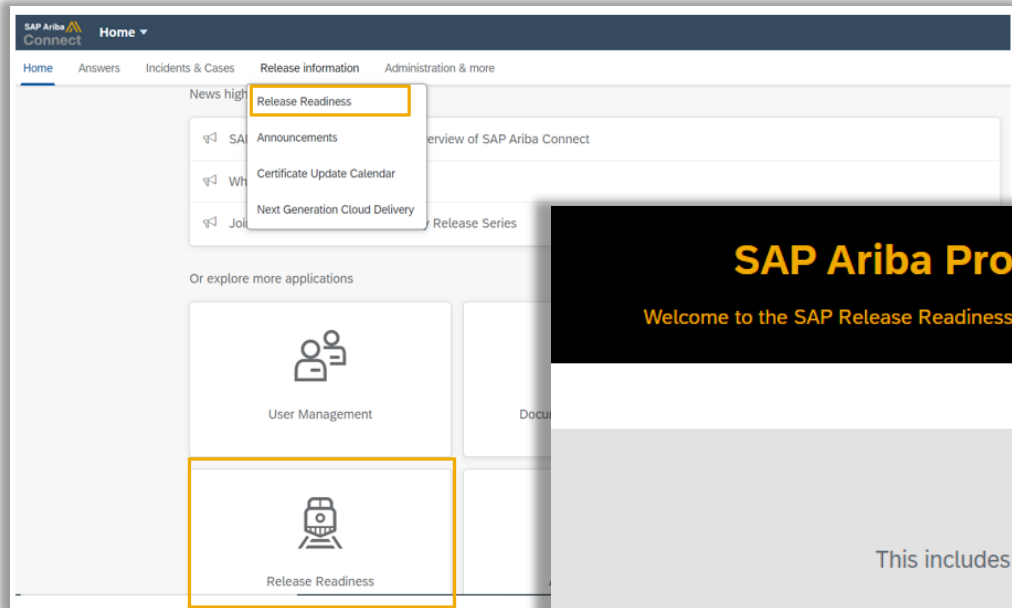 SAP Ariba
Connect
Home
Home Answers Incidents & Cases Release information Administration & more
News high
Release Readiness
SA
Announcements
erview of SAP Ariba Connect
Wh
Certificate Update Calendar
Joi
Next Generation Cloud Delivery
Release Series
Or explore more applications
User Management
Docu
Release Readiness
SAP Ariba Pro
Welcome to the SAP Release Readiness
This includes